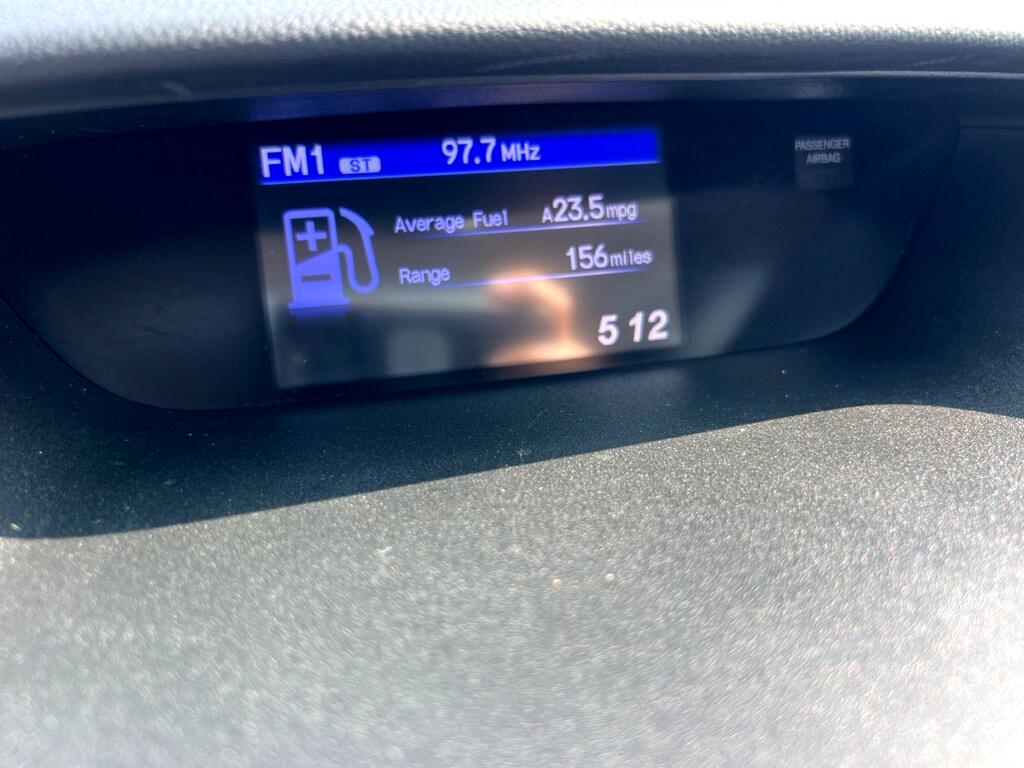 FM1 ST 97.7 MHz
PASSENGER
AIRBAG
Average Fuel A23.5mpg
Range 156miles
5 12